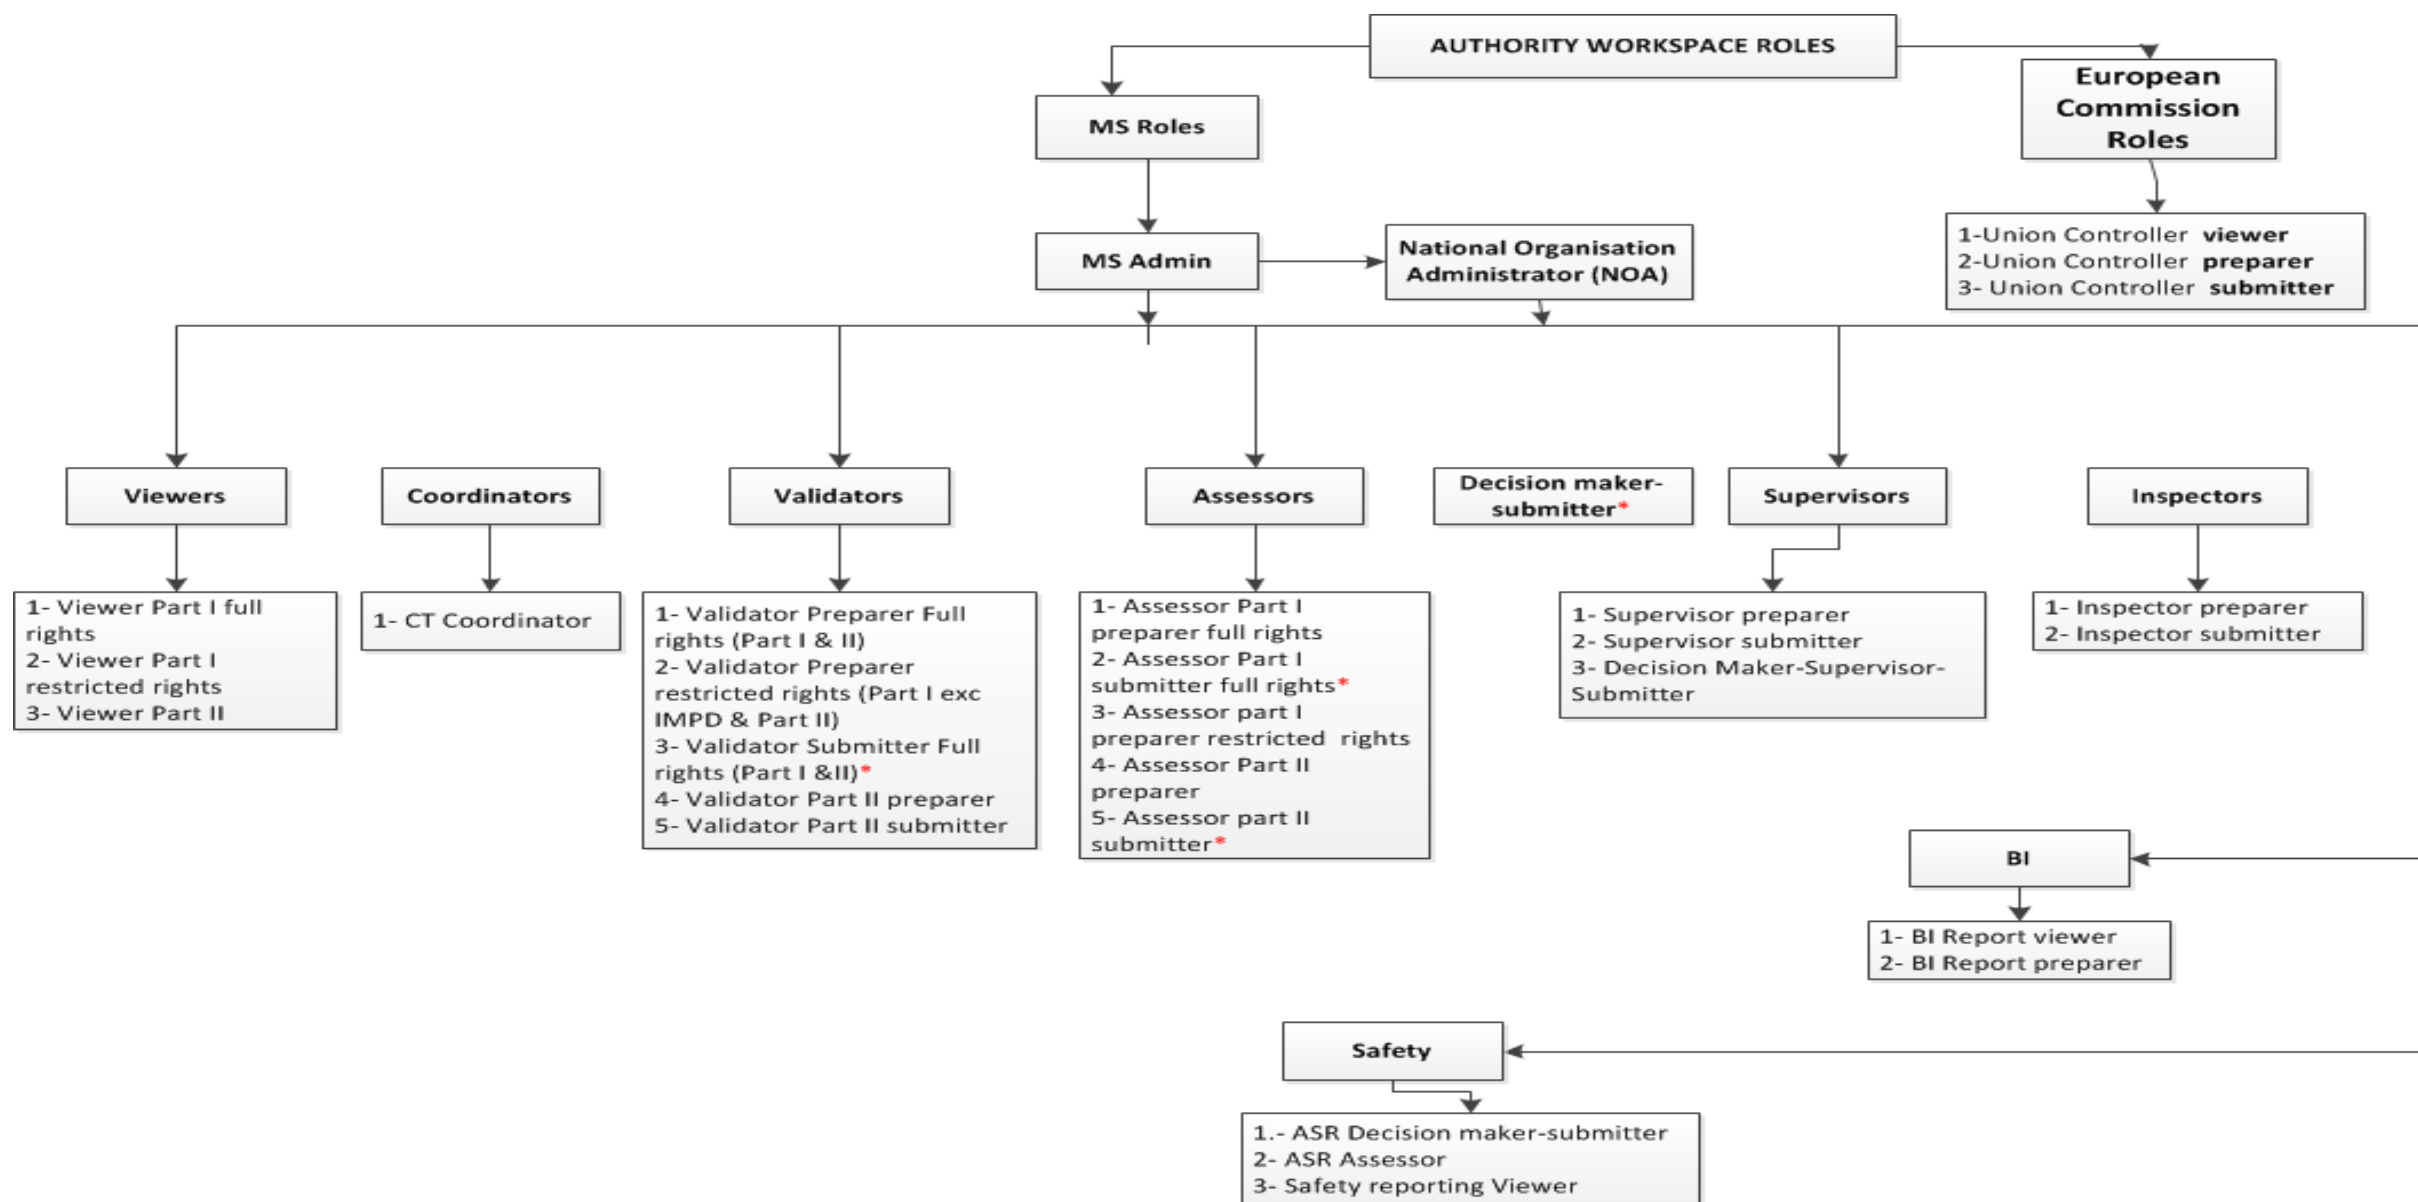 AUTHORITY WORKSPACE ROLES
European
Commission
Roles
MS Roles
1-Union Controller viewer
2-Union Controller preparer
3- Union Controller submitter
MS Admin
National Organisation
Administrator (NOA)
Viewers
Coordinators
Validators
Assessors
Decision maker-
submitter*
Supervisors
Inspectors
1- Viewer Part I full
rights
2- Viewer Part I
restricted rights
3- Viewer Part II
1- CT Coordinator
1- Validator Preparer Full
rights (Part I & II)
2- Validator Preparer
restricted rights (Part I exc
IMPD & Part II)
3- Validator Submitter Full
rights (Part I &II)*
4- Validator Part II preparer
5- Validator Part II submitter
1- Assessor Part I
preparer full rights
2- Assessor Part I
submitter full rights*
3- Assessor part I
preparer restricted  rights
4- Assessor Part II
preparer
5- Assessor part II
submitter*
1- Supervisor preparer
2- Supervisor submitter
3- Decision Maker-Supervisor-
Submitter
1- Inspector preparer
2- Inspector submitter
BI
1- BI Report viewer
2- BI Report preparer
Safety
1.- ASR Decision maker-submitter
2- ASR Assessor
3- Safety reporting Viewer